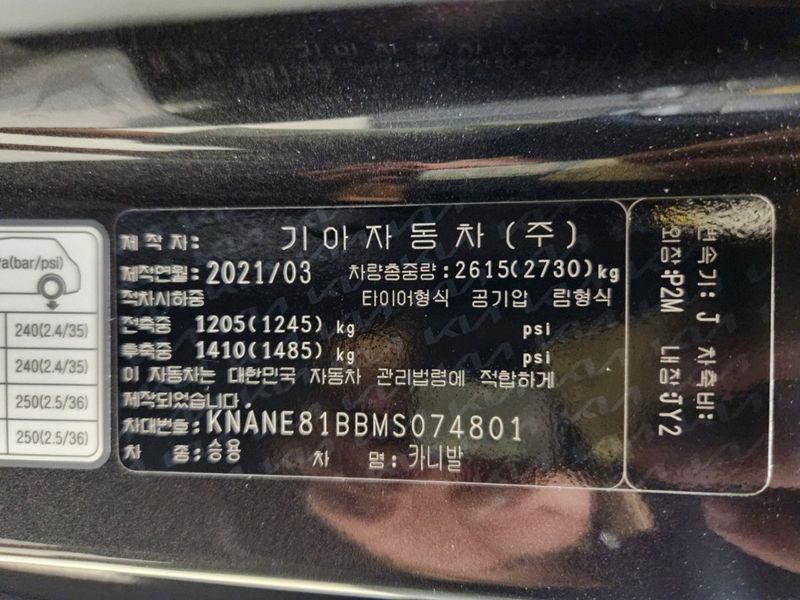 a(bar/psi)
240(2.4/35)
240(2.4/35)
250(2.5/36)
250(2.5/36)
제작자: 기아자동차(주)
제작연월: 2021/03 차량총중량: 2615(2730)kg
적차시하중 타이어형식 공기압 림형식
전축중 1205(1245) kg psi
후축중 1410(1485) kg psi
이 자동차는 대한민국 자동차 관리법령에 적합하게
제작되었습니다.
차대번호: KNANE81BBMS074801
차 종: 승용 차 명: 카니발
변속기: J 차축비:
외장:P2M 내장:JY2